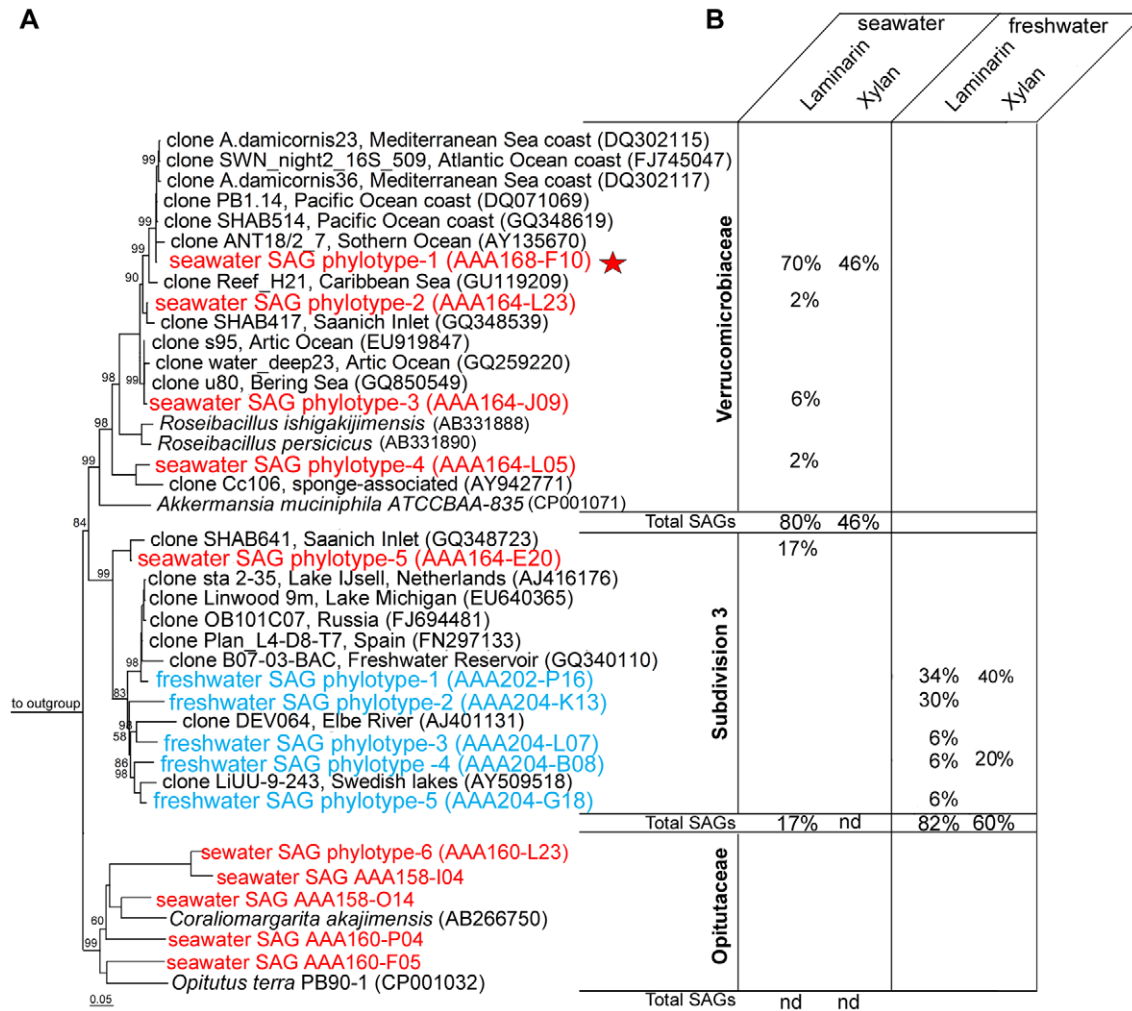 A
B
seawater
freshwater
Laminarin
Xylan
Laminarin
Xylan
clone A.damicornis23, Mediterranean Sea coast (DQ302115)
99
clone SWN_night2_16S_509, Atlantic Ocean coast (FJ745047)
clone A.damicornis36, Mediterranean Sea coast (DQ302117)
clone PB1.14, Pacific Ocean coast (DQ071069)
99
clone SHAB514, Pacific Ocean coast (GQ348619)
99
clone ANT18/2_7, Sothern Ocean (AY135670)
seawater SAG phylotype-1 (AAA168-F10)
70% 46%
90
clone Reef_H21, Caribbean Sea (GU119209)
seawater SAG phylotype-2 (AAA164-L23)
2%
clone SHAB417, Saanich Inlet (GQ348539)
clone s95, Artic Ocean (EU919847)
clone water_deep23, Artic Ocean (GQ259220)
98
99
clone u80, Bering Sea (GQ850549)
seawater SAG phylotype-3 (AAA164-J09)
6%
98
Roseibacillus ishigakijimensis (AB331888)
Roseibacillus persicicus (AB331890)
99
seawater SAG phylotype-4 (AAA164-L05)
2%
clone Cc106, sponge-associated (AY942771)
Akkermansia muciniphila ATCCBAA-835 (CP001071)
Verrucomicrobiaceae
84
Total SAGs 80% 46%
clone SHAB641, Saanich Inlet (GQ348723)
17%
seawater SAG phylotype-5 (AAA164-E20)
99
clone sta 2-35, Lake IJsell, Netherlands (AJ416176)
clone Linwood 9m, Lake Michigan (EU640365)
clone OB101C07, Russia (FJ694481)
clone Plan_L4-D8-T7, Spain (FN297133)
98
clone B07-03-BAC, Freshwater Reservoir (GQ340110)
freshwater SAG phylotype-1 (AAA202-P16)
34% 40%
83
freshwater SAG phylotype-2 (AAA204-K13)
30%
to outgroup
98
clone DEV064, Elbe River (AJ401131)
58
freshwater SAG phylotype-3 (AAA204-L07)
6%
86
freshwater SAG phylotype -4 (AAA204-B08)
6% 20%
98
clone LiUU-9-243, Swedish lakes (AY509518)
freshwater SAG phylotype-5 (AAA204-G18)
6%
Subdivision 3
Total SAGs 17% nd 82% 60%
sewater SAG phylotype-6 (AAA160-L23)
seawater SAG AAA158-I04
seawater SAG AAA158-O14
60
Coraliomargarita akajimensis (AB266750)
99
seawater SAG AAA160-P04
seawater SAG AAA160-F05
Opitutus terra PB90-1 (CP001032)
Opitutaceae
0.05
Total SAGs nd nd